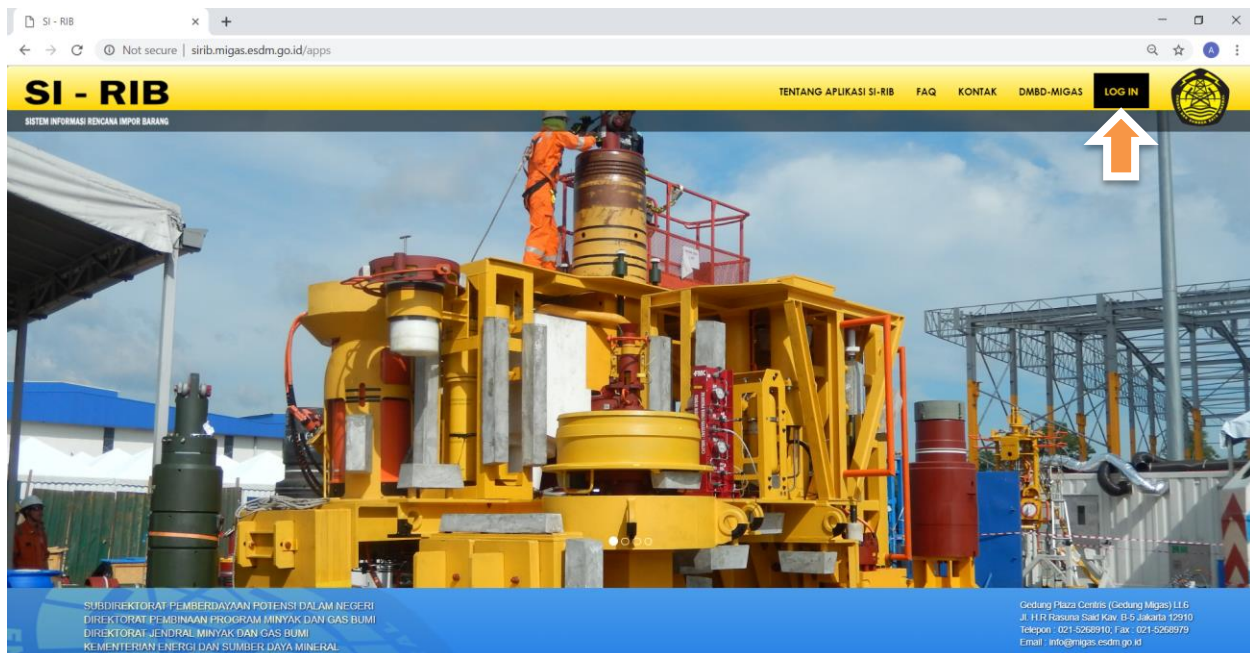 SI - RIB
Not secure | sirib.migas.esdm.go.id/apps
A
SI - RIB
TENTANG APLIKASI SI-RIB FAQ KONTAK DMBD-MIGAS LOG IN
SISTEM INFORMASI RENCANA IMPOR BARANG
SUBDIREKTORAT PEMBERDAYAAN POTENSI DALAM NEGERI
DIREKTORAT PEMBINAAN PROGRAM MINYAK DAN GAS BUMI
DIREKTORAT JENDRAL MINYAK DAN GAS BUMI
KEMENTERIAN ENERGI DAN SUMBER DAYA MINERAL
Gedung Plaza Centris (Gedung Migas) Lt.6
Jl. H.R Rasuna Said Kav. B-5 Jakarta 12910
Telepon : 021-5268910; Fax : 021-5268979
Email : info@migas.esdm.go.id